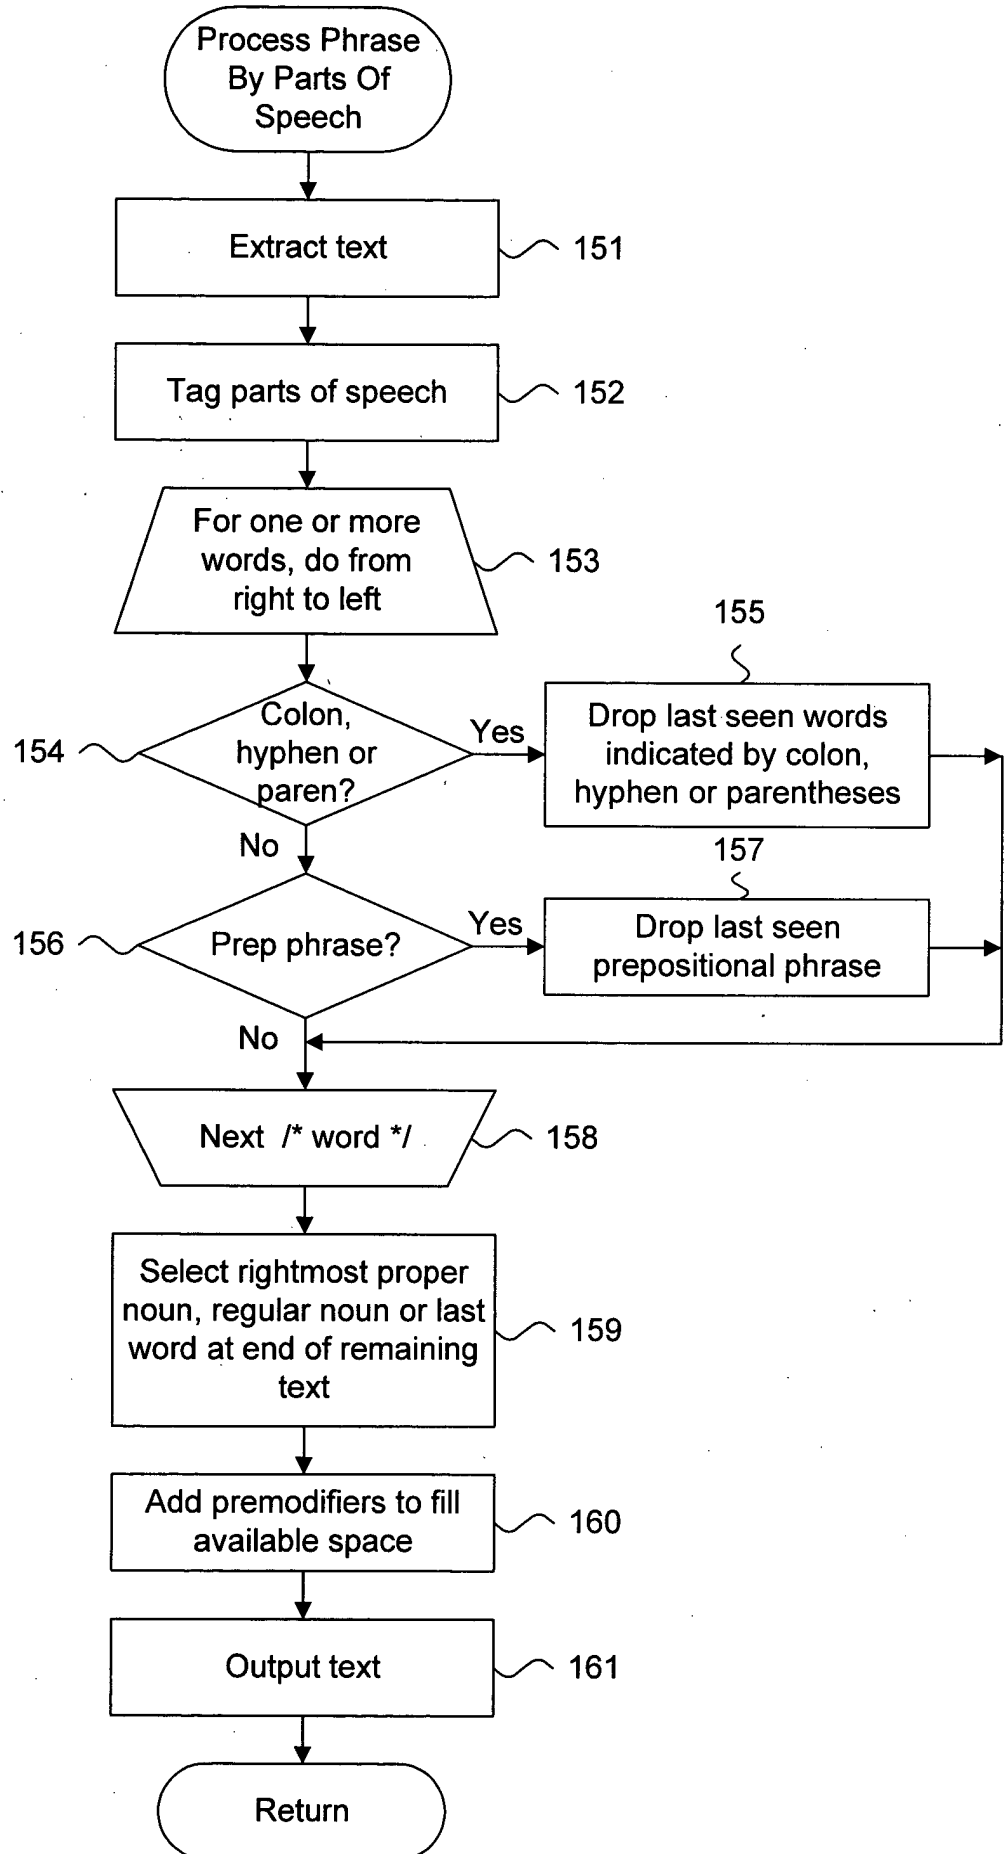 Process Phrase
By Parts Of
Speech
Extract text
151
Tag parts of speech
152
For one or more
words, do from
right to left
153
155
154
Colon,
hyphen or
paren?
Yes
Drop last seen words
indicated by colon,
hyphen or parentheses
No
157
156
Prep phrase?
Yes
Drop last seen
prepositional phrase
No
Next /* word */
158
Select rightmost proper
noun, regular noun or last
word at end of remaining
text
159
Add premodifiers to fill
available space
160
Output text
161
Return